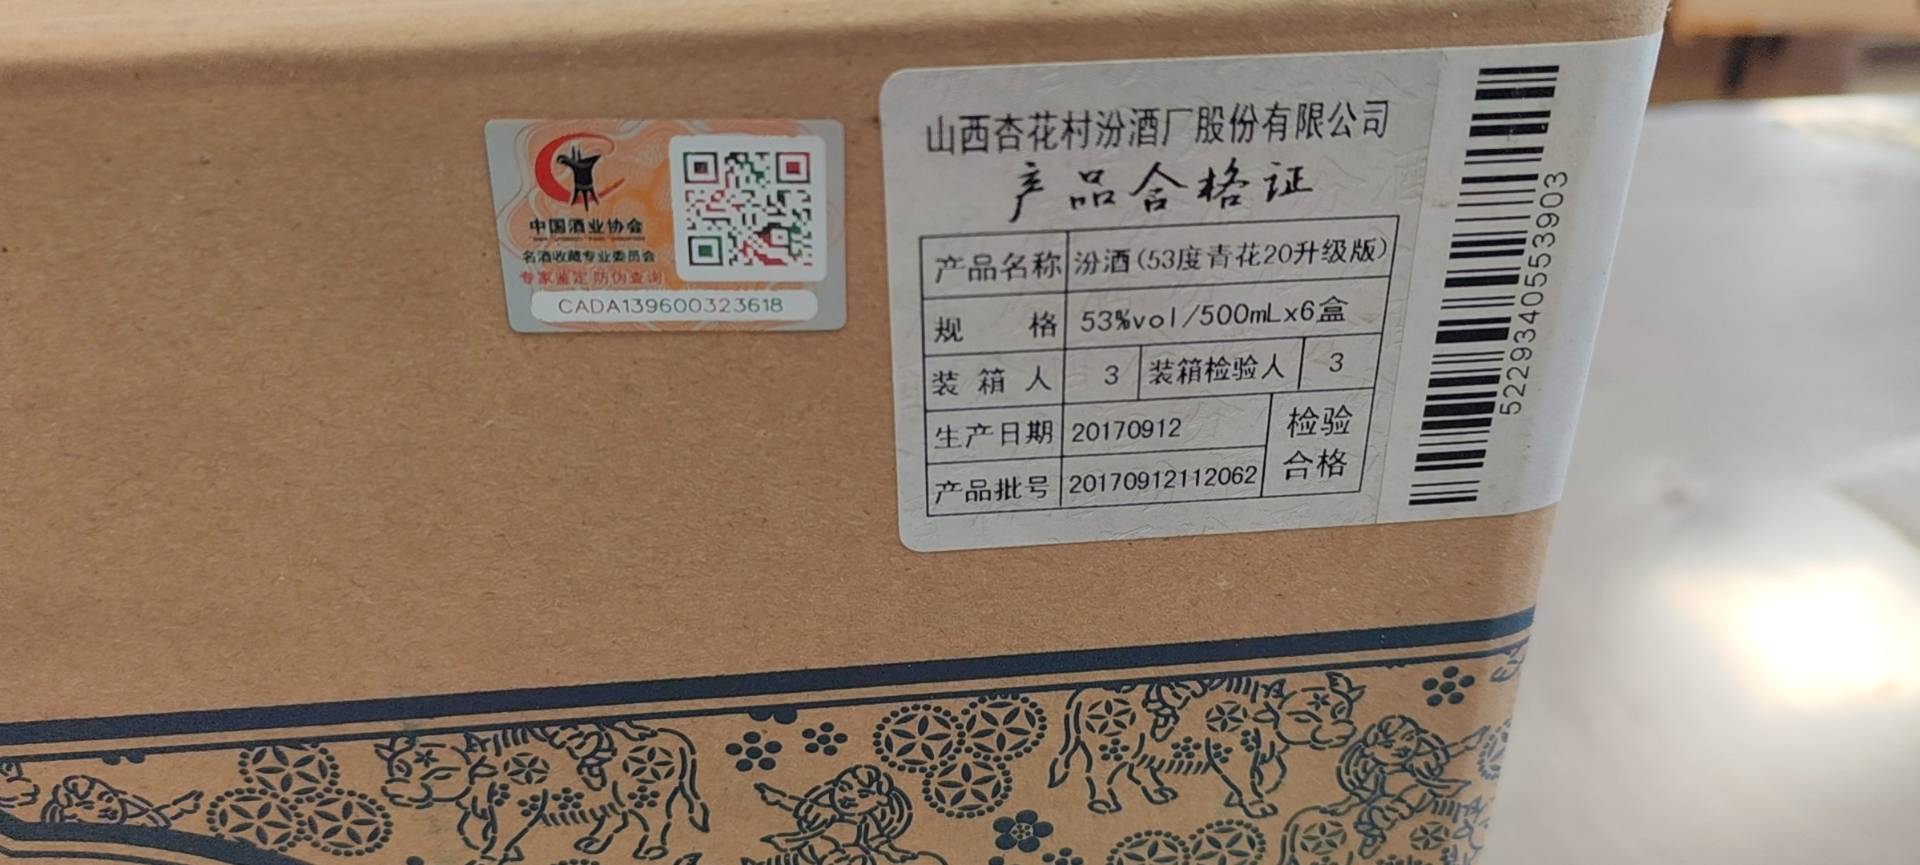 中国酒业协会
名酒收藏专业委员会
专家鉴定 防伪查询
CADA139600323618
山西杏花村汾酒厂股份有限公司
产品合格证
产品名称 汾酒(53度青花20升级版)
规 格 53%vol/500mLx6盒
装箱人 3 装箱检验人 3
生产日期 20170912
产品批号 20170912112062
检验
合格
5229340553903